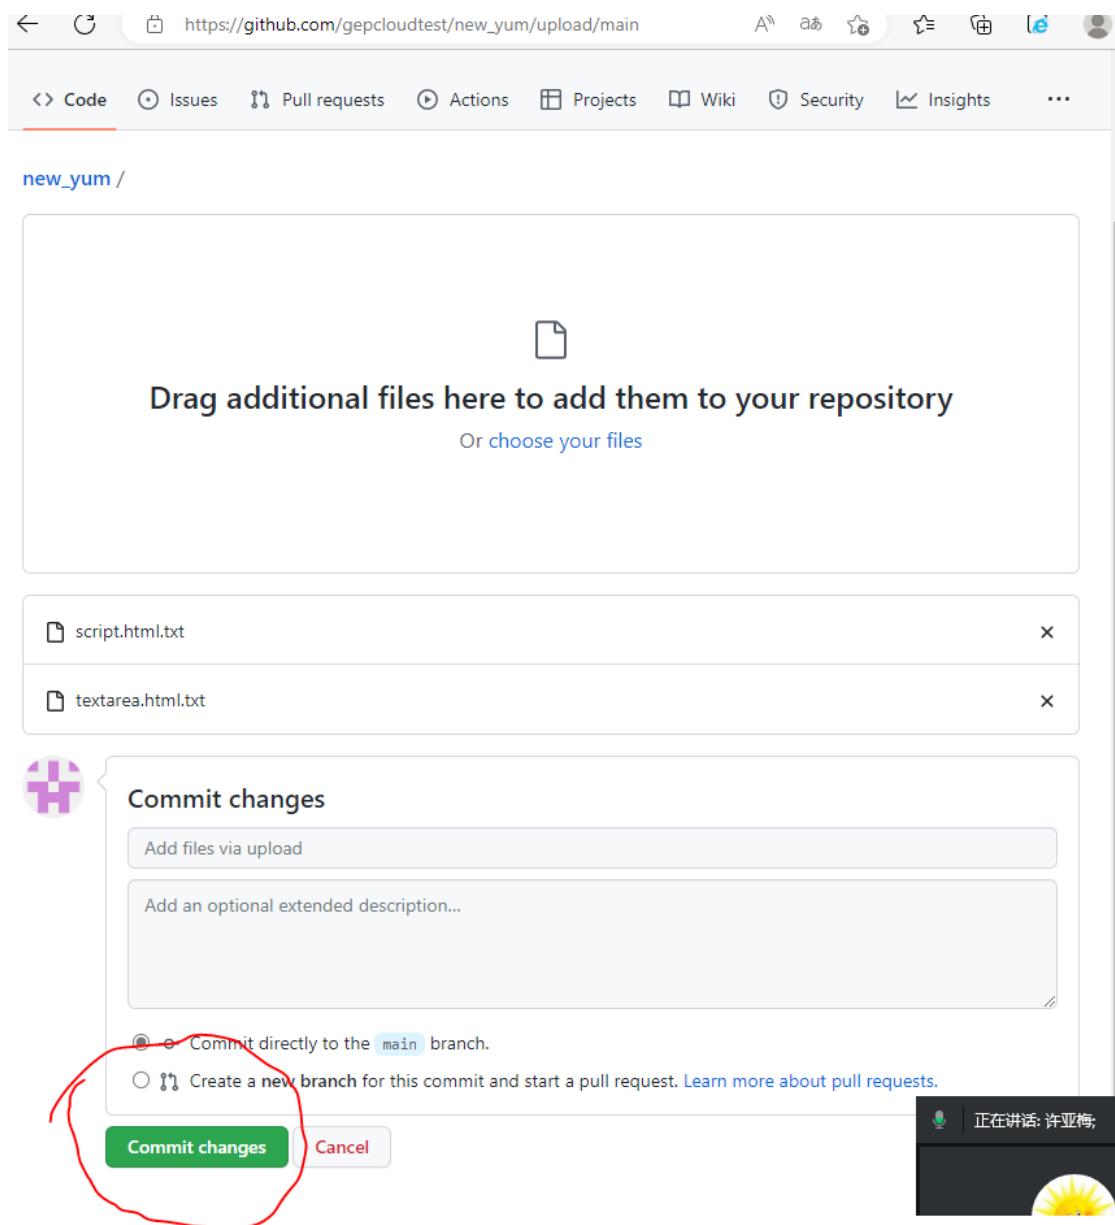 https://github.com/gepcloudtest/new_yum/upload/main
Code Issues Pull requests Actions Projects Wiki Security Insights
new_yum /
Drag additional files here to add them to your repository
Or choose your files
script.html.txt
textarea.html.txt
Commit changes
Add files via upload
Add an optional extended description...
Commit directly to the main branch.
Create a new branch for this commit and start a pull request. Learn more about pull requests.
正在讲话: 许亚梅;
Commit changes Cancel